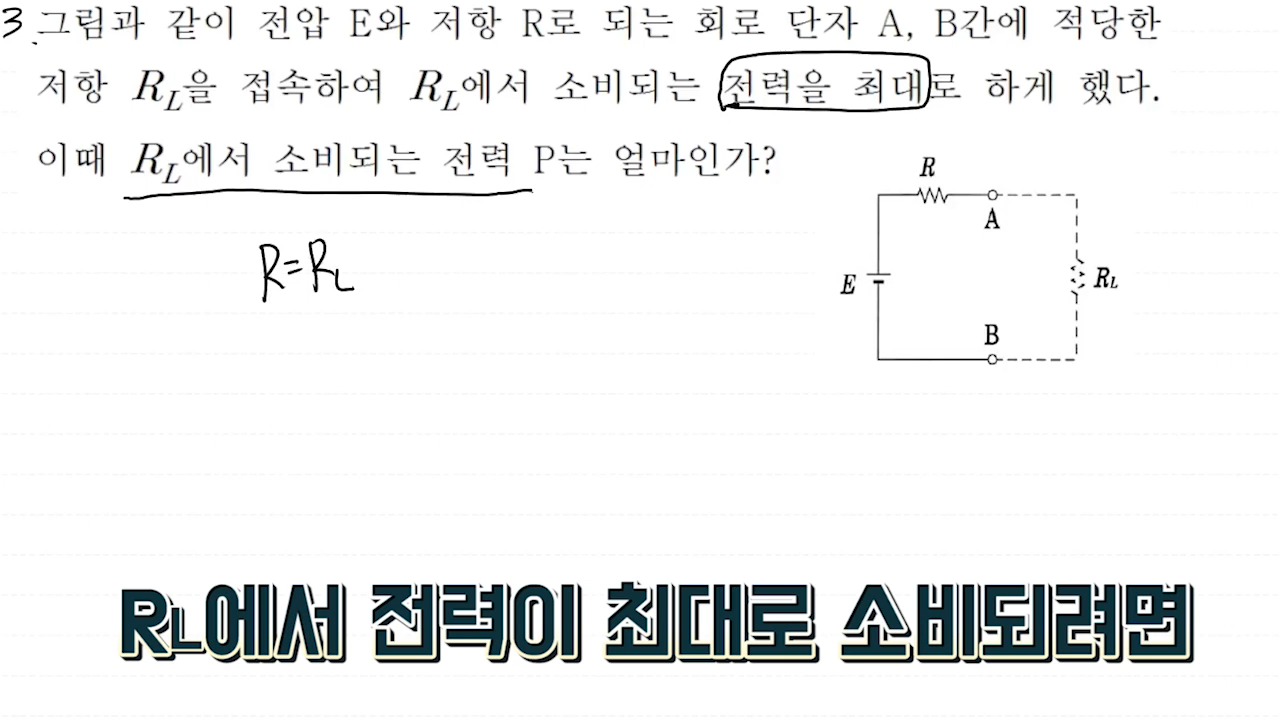 3. 그림과 같이 전압 E와 저항 R로 되는 회로 단자 A, B간에 적당한
저항 R_L을 접속하여 R_L에서 소비되는 전력을 최대로 하게 했다.
이때 R_L에서 소비되는 전력 P는 얼마인가?
R
A
R=R_L
E
R_L
B
R_L에서 전력이 최대로 소비되려면